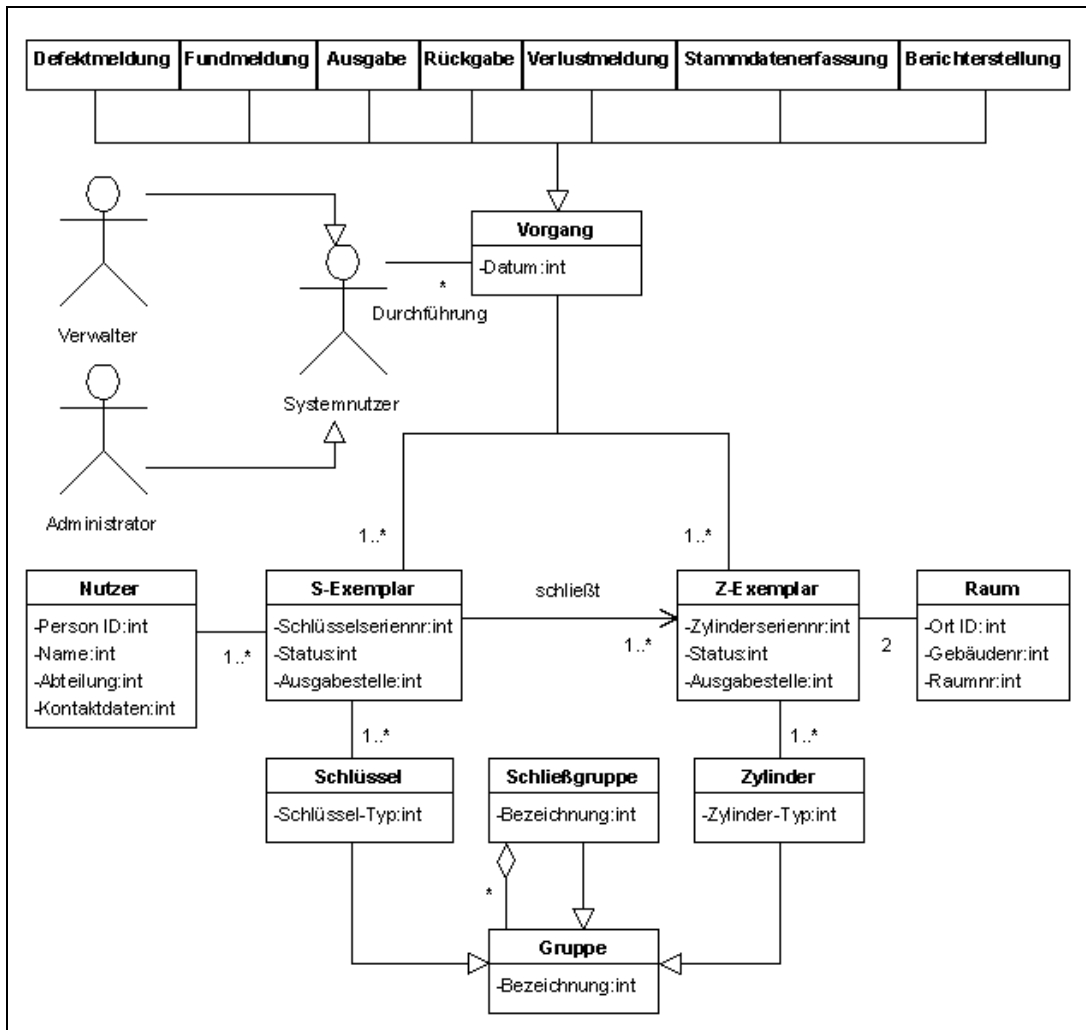 Defektmeldung
Fundmeldung
Ausgabe
Rückgabe
Verlustmeldung
Stammdatenerfassung
Berichterstellung
Vorgang
-Datum:int
*
Durchführung
Verwalter
Systemnutzer
Administrator
1..*
1..*
Nutzer
-Person ID:int
-Name:int
-Abteilung:int
-Kontaktdaten:int
1..*
S-Exemplar
-Schlüsselseriennr:int
-Status:int
-Ausgabestelle:int
schließt
1..*
Z-Exemplar
-Zylinderseriennr:int
-Status:int
-Ausgabestelle:int
2
Raum
-Ort ID:int
-Gebäudenr:int
-Raumnr:int
1..*
1..*
Schlüssel
-Schlüssel-Typ:int
Schließgruppe
-Bezeichnung:int
Zylinder
-Zylinder-Typ:int
*
Gruppe
-Bezeichnung:int